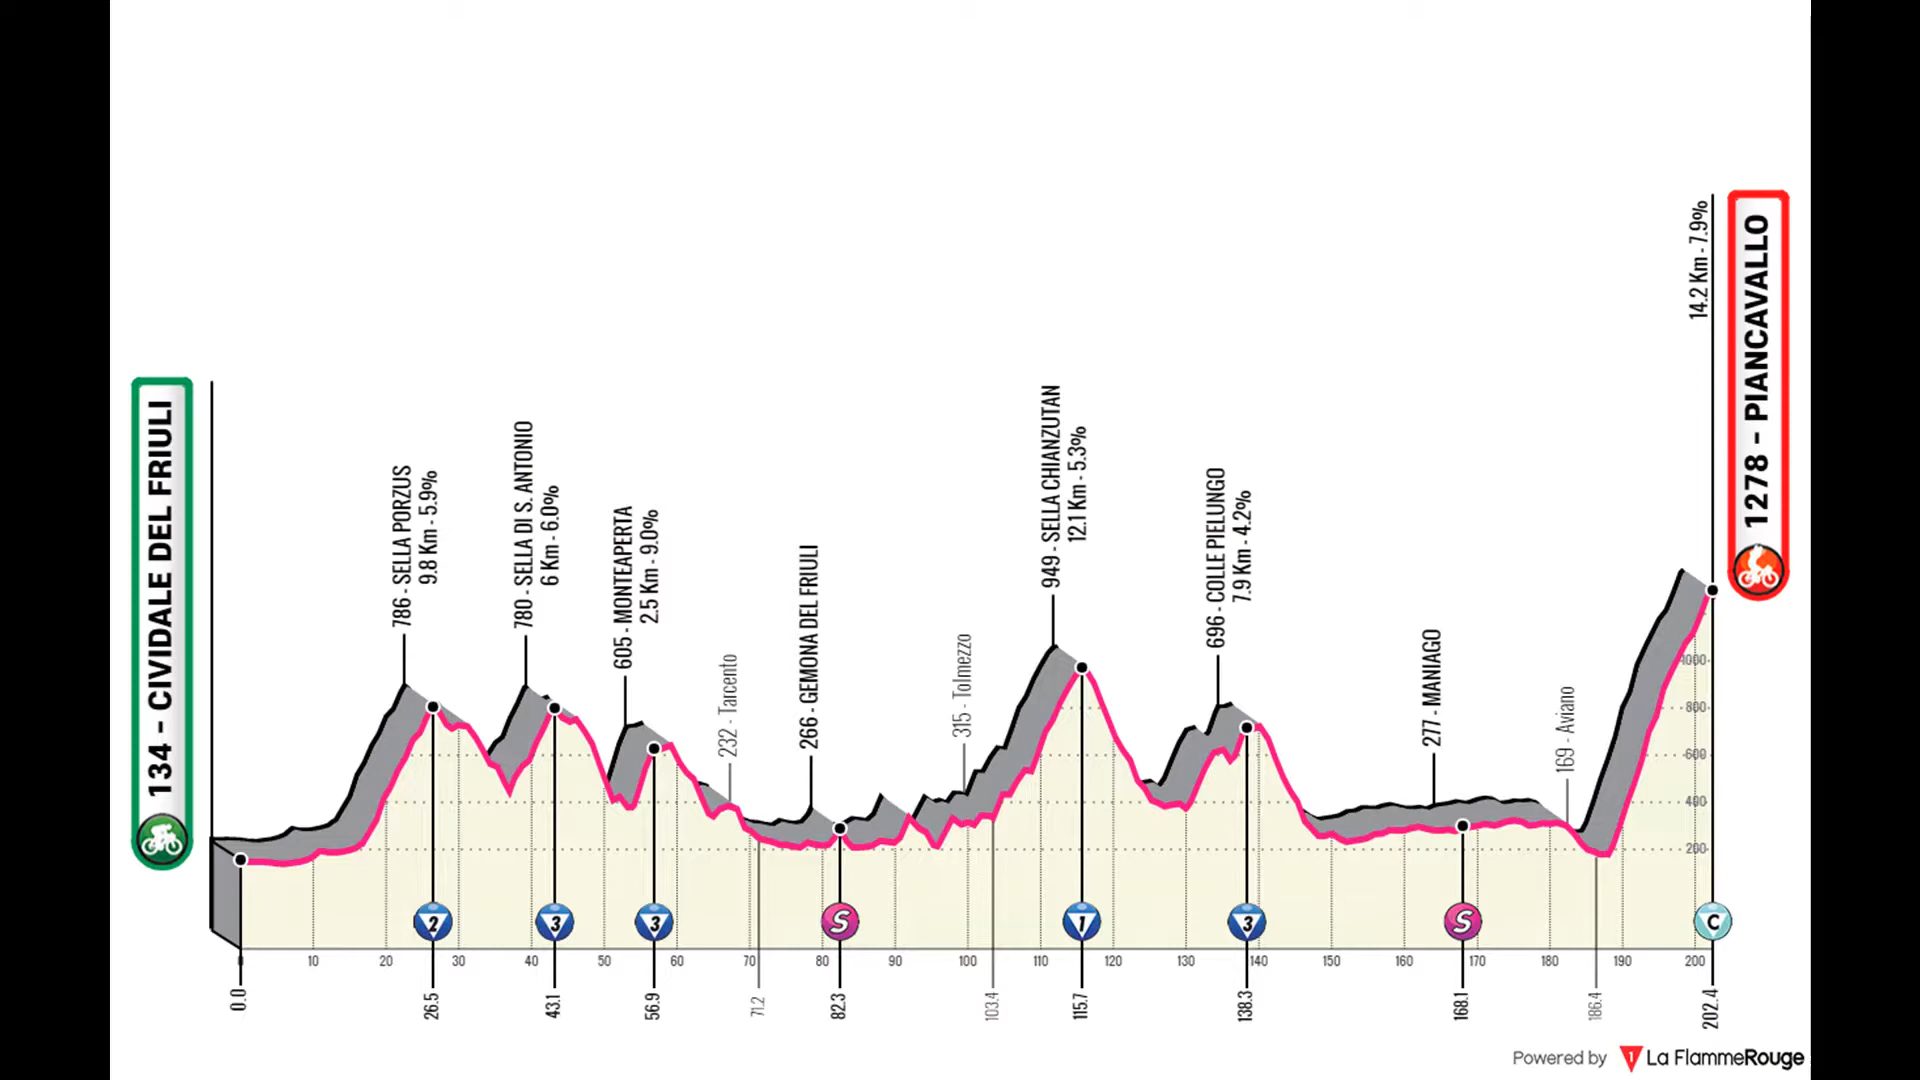 134 - CIVIDALE DEL FRIULI
786 - SELLA PORZUS
9.8 Km - 5.9%
780 - SELLA DI S. ANTONIO
6 Km - 6.0%
605 - MONTEAPERTA
2.5 Km - 9.0%
232 - Tarcento
266 - GEMONA DEL FRIULI
315 - Tolmezzo
949 - SELLA CHIANZUTAN
12.1 Km - 5.3%
696 - COLLE PIELUNGO
7.9 Km - 4.2%
277 - MANIAGO
169 - Aviano
14.2 Km - 7.9%
1278 - PIANCAVALLO
1000
800
600
400
200
2
3
3
S
1
3
S
C
0 10 20 30 40 50 60 70 80 90 100 110 120 130 140 150 160 170 180 190 200
0.0 26.5 43.1 56.9 71.2 82.3 103.4 115.7 138.3 168.1 186.4 202.4
Powered by 1 La FlammeRouge